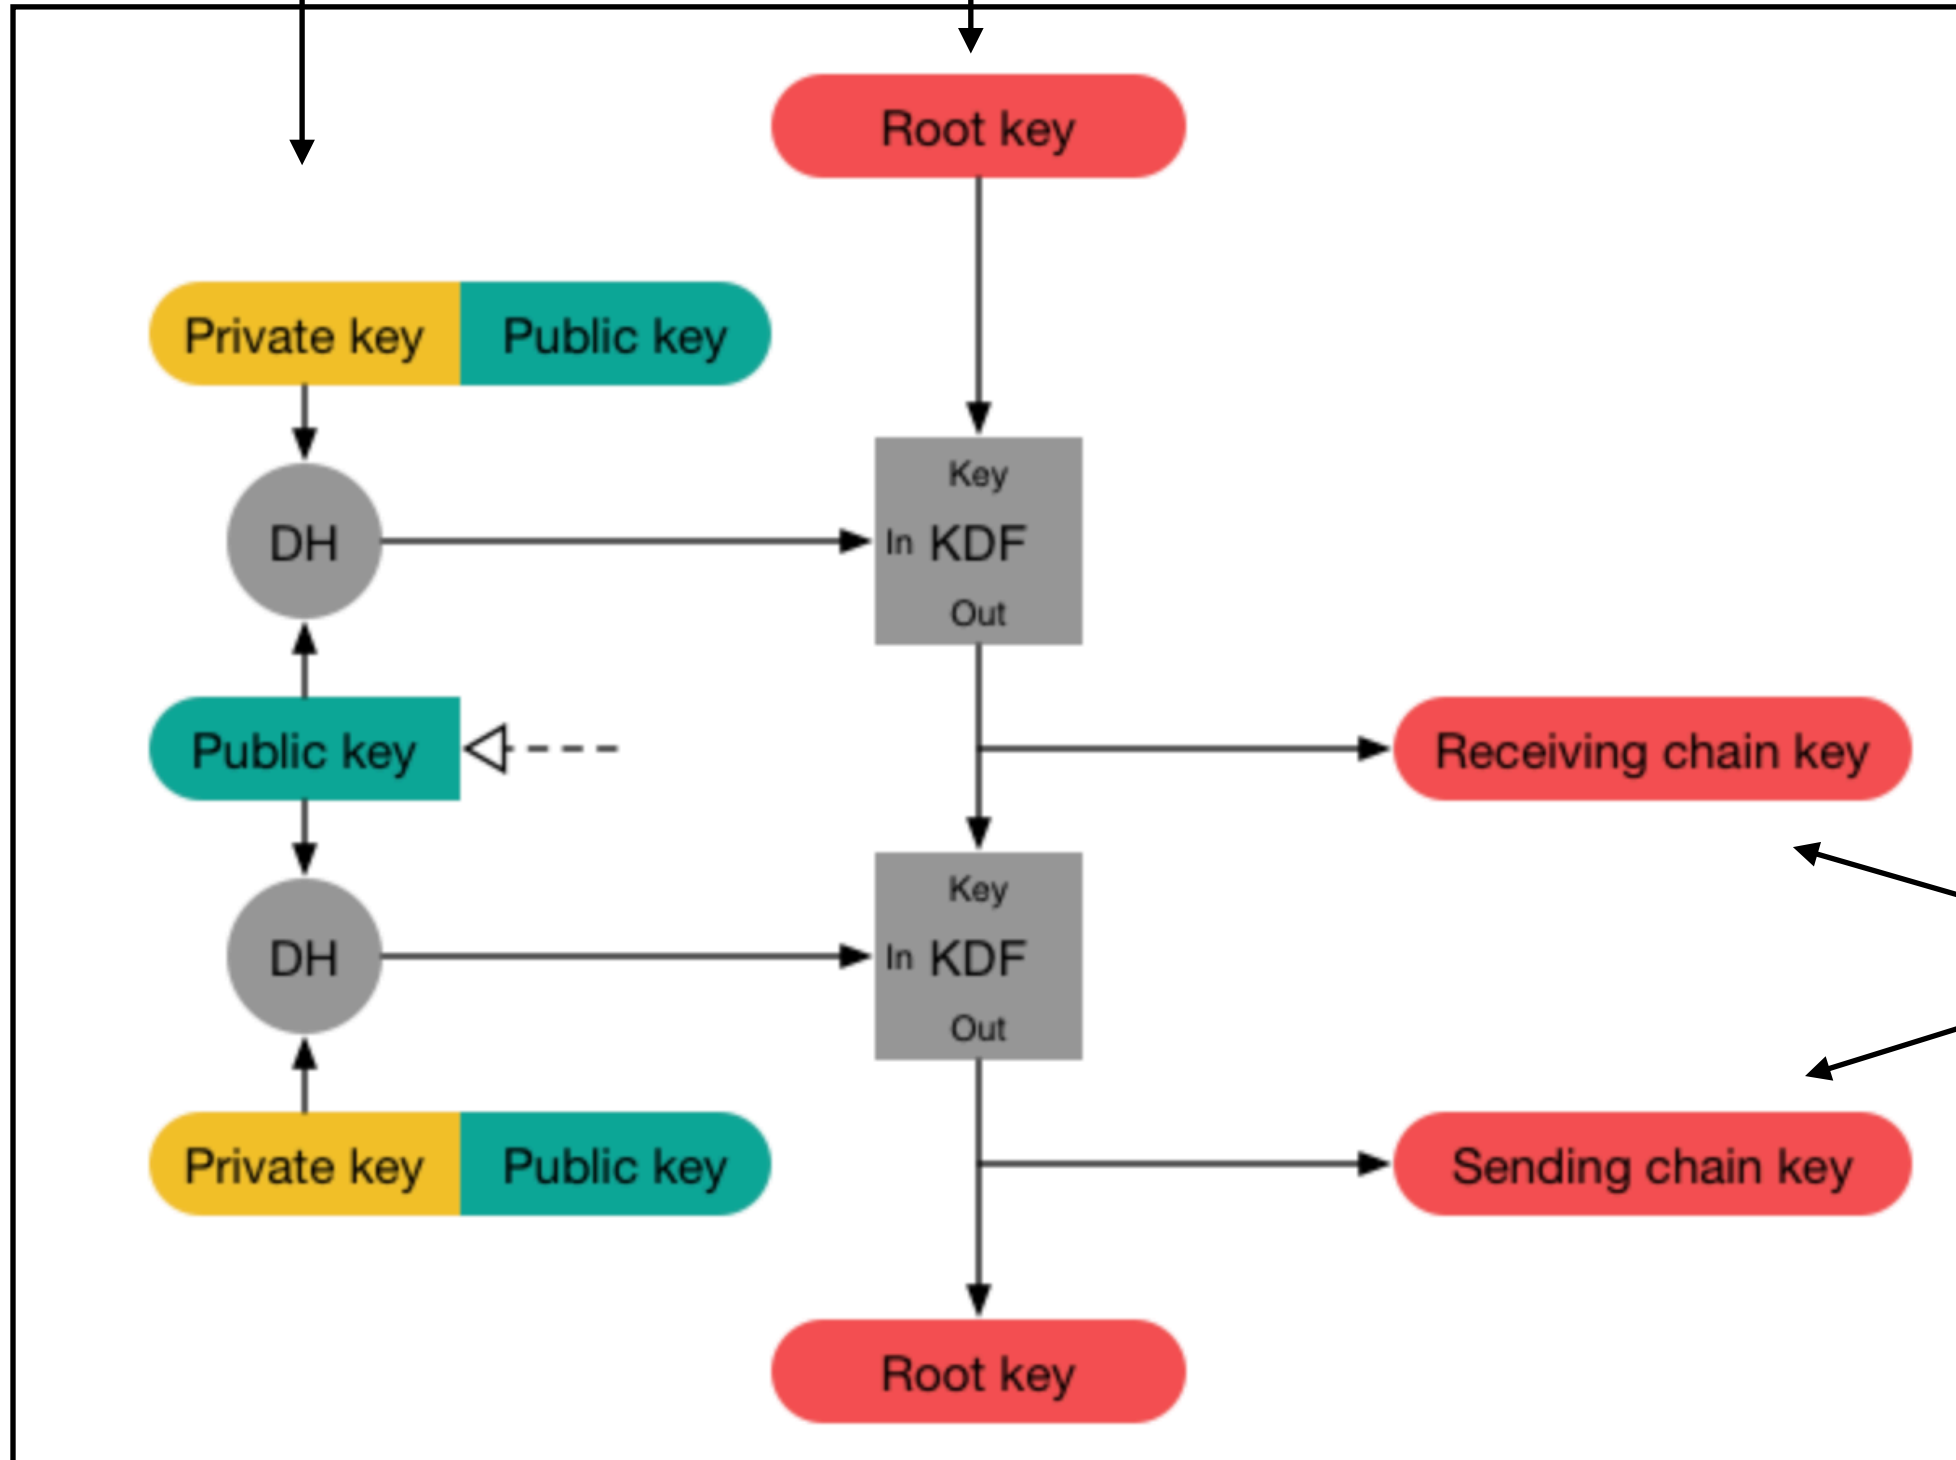 Root key
Private key Public key
Key
DH
In KDF
Out
Public key
Receiving chain key
Key
DH
In KDF
Out
Private key Public key
Sending chain key
Root key